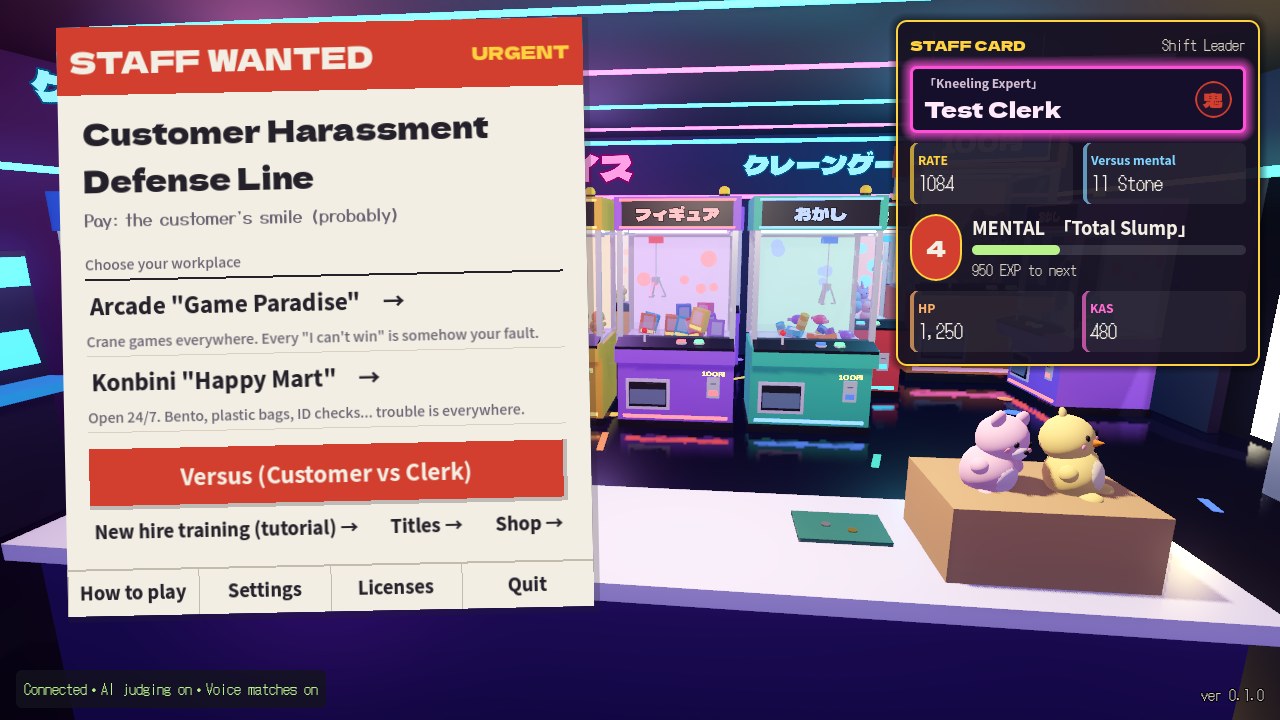 STAFF WANTED
URGENT
Customer Harassment
Defense Line
Pay: the customer's smile (probably)
Choose your workplace
Arcade "Game Paradise" →
Crane games everywhere. Every "I can't win" is somehow your fault.
Konbini "Happy Mart" →
Open 24/7. Bento, plastic bags, ID checks... trouble is everywhere.
Versus (Customer vs Clerk)
New hire training (tutorial) →
Titles →
Shop →
How to play
Settings
Licenses
Quit
Connected • AI judging on • Voice matches on
イス
クレーンゲー
フィギュア
おかし
100円
100円
STAFF CARD
Shift Leader
「Kneeling Expert」
Test Clerk
RATE
1084
Versus mental
11 Stone
4
MENTAL 「Total Slump」
950 EXP to next
HP
1,250
KAS
480
ver 0.1.0